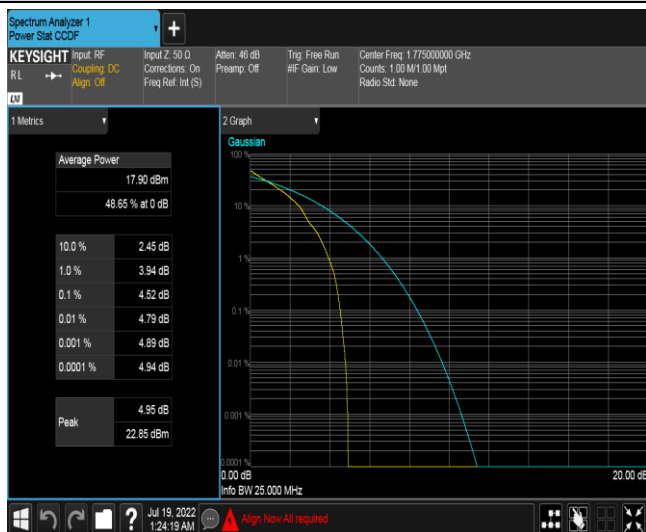 Spectrum Analyzer 1
Power Stat CCDF
+
KEYSIGHT
RL
LXI
Input: RF
Coupling: DC
Align: Off
Input Z: 50 Ω
Corrections: On
Freq Ref: Int (S)
Atten: 46 dB
Preamp: Off
Trig: Free Run
#IF Gain: Low
Center Freq: 1.775000000 GHz
Counts: 1.00 M/1.00 Mpt
Radio Std: None
1 Metrics
Average Power
17.90 dBm
48.65 % at 0 dB
10.0 % 2.45 dB
1.0 % 3.94 dB
0.1 % 4.52 dB
0.01 % 4.79 dB
0.001 % 4.89 dB
0.0001 % 4.94 dB
Peak
4.95 dB
22.85 dBm
2 Graph
Gaussian
100 %
10 %
1 %
0.1 %
0.01 %
0.001 %
0.0001 %
0.00 dB 20.00 dB
Info BW 25.000 MHz
?
Jul 19, 2022
1:24:19 AM
Align Now All required